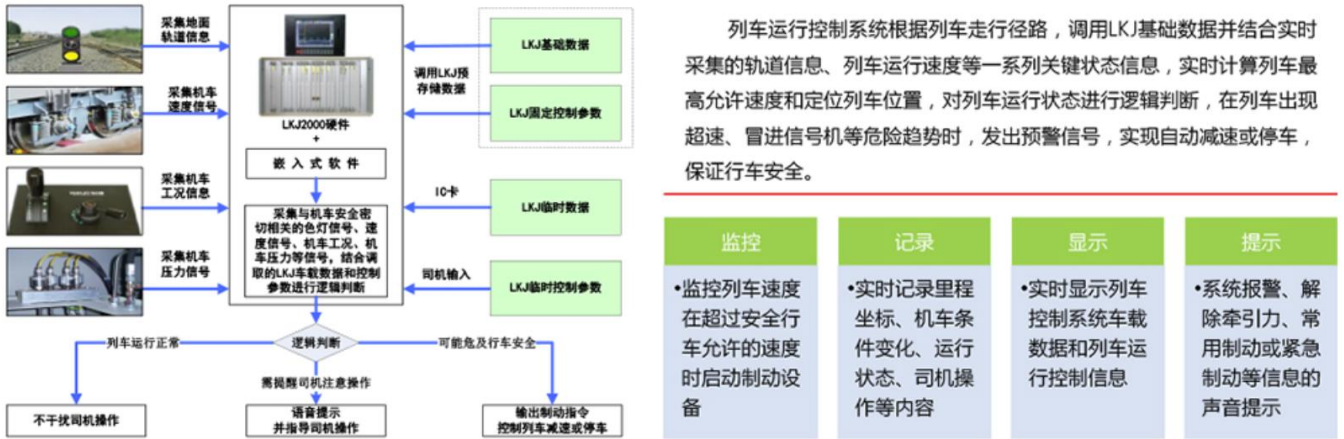 采集地面
轨道信息
采集机车
速度信号
采集机车
工况信息
采集机车
压力信号
LKJ2000硬件
+
嵌入式软件
采集与机车安全密
切相关的色灯信号、速
度信号、机车工况、机
车压力等信号，结合调
取的LKJ车载数据和控制
参数进行逻辑判断
调用LKJ预
存储数据
IC卡
司机输入
LKJ基础数据
LKJ固定控制参数
LKJ临时数据
LKJ临时控制参数
列车运行正常
逻辑判断
可能危及行车安全
需提醒司机注意操作
不干扰司机操作
语音提示
并指导司机操作
输出制动指令
控制列车减速或停车
列车运行控制系统根据列车走行径路，调用LKJ基础数据并结合实时
采集的轨道信息、列车运行速度等一系列关键状态信息，实时计算列车最
高允许速度和定位列车位置，对列车运行状态进行逻辑判断，在列车出现
超速、冒进信号机等危险趋势时，发出预警信号，实现自动减速或停车，
保证行车安全。
监控
•监控列车速度
在超过安全行
车允许的速度
时启动制动设
备
记录
•实时记录里程
坐标、机车条
件变化、运行
状态、司机操
作等内容
显示
•实时显示列车
控制系统车载
数据和列车运
行控制信息
提示
•系统报警、解
除牵引力、常
用制动或紧急
制动等信息的
声音提示